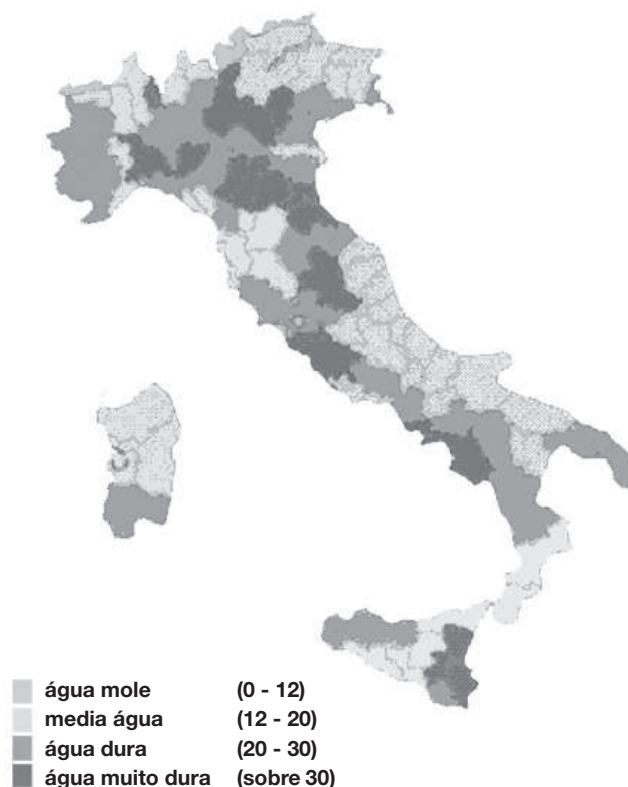 água mole (0 - 12)
media água (12 - 20)
água dura (20 - 30)
água muito dura (sobre 30)